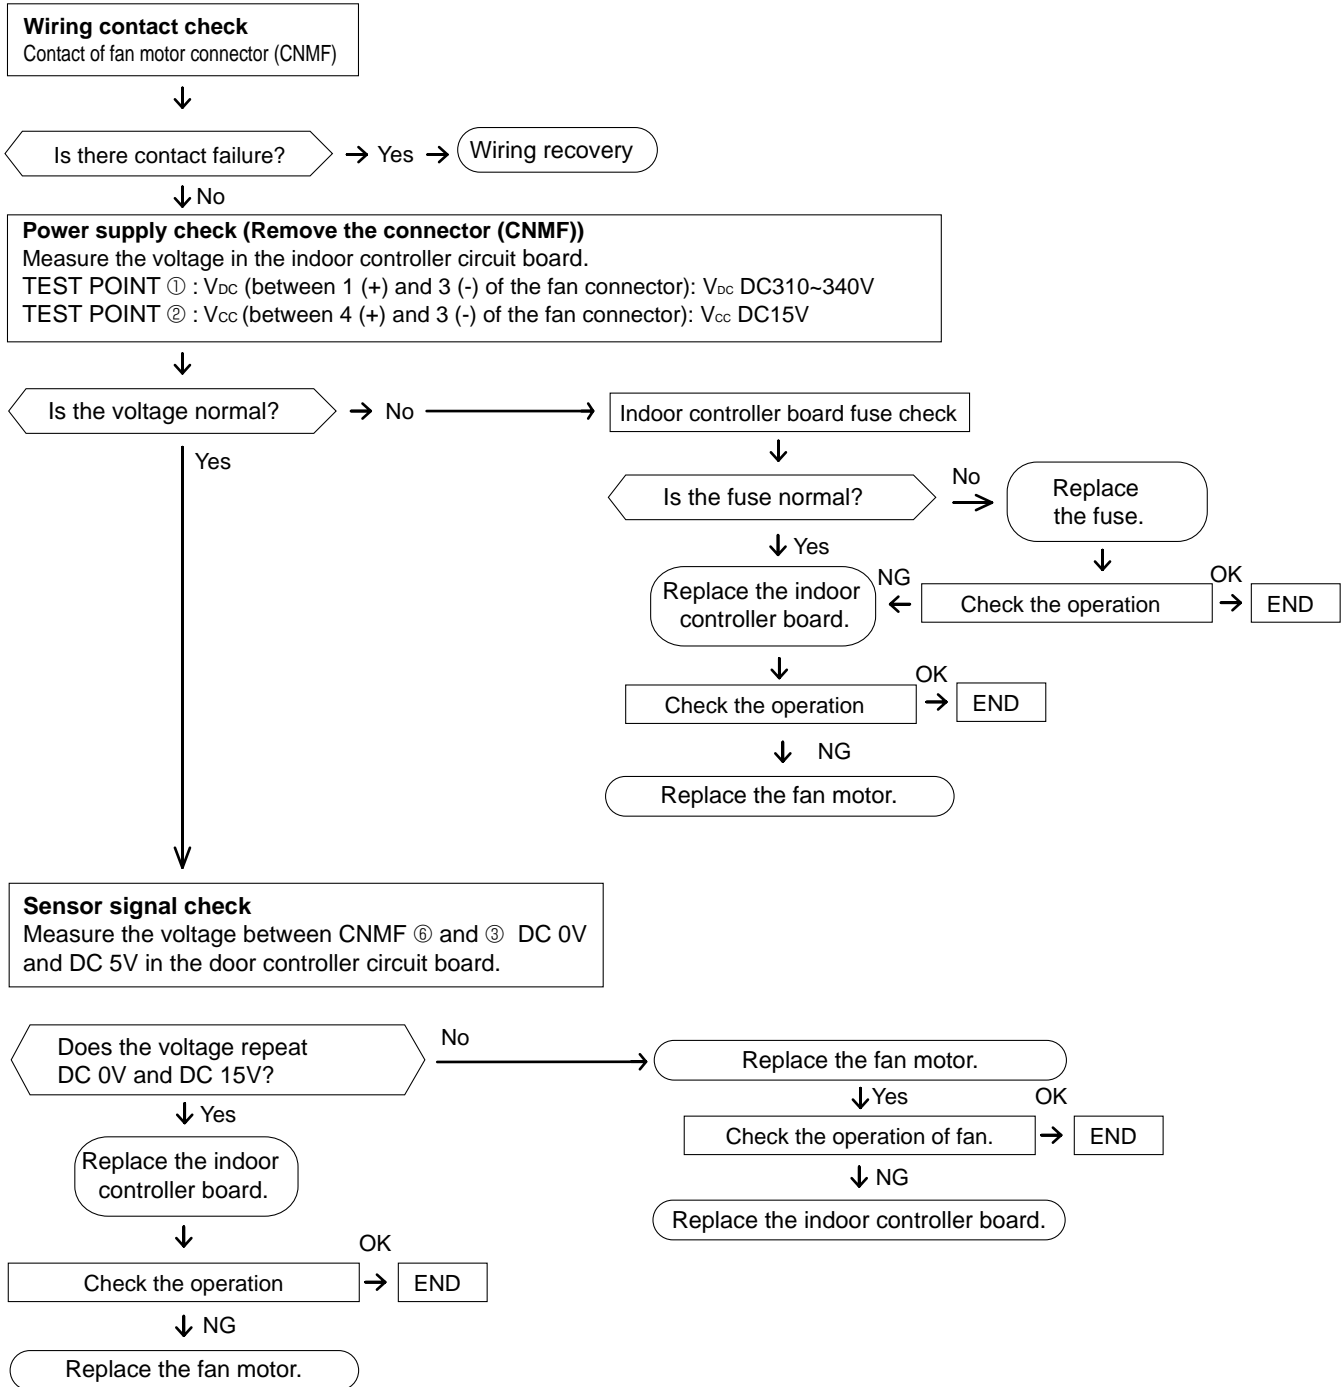 Wiring contact check
Contact of fan motor connector (CNMF)
Is there contact failure?
Yes
Wiring recovery
No
Power supply check (Remove the connector (CNMF))
Measure the voltage in the indoor controller circuit board.
TEST POINT ① : VDC (between 1 (+) and 3 (-) of the fan connector): VDC DC310~340V
TEST POINT ② : VCC (between 4 (+) and 3 (-) of the fan connector): Vcc DC15V
Is the voltage normal?
No
Indoor controller board fuse check
Yes
Is the fuse normal?
No
Replace
the fuse.
Yes
Replace the indoor
controller board.
NG
Check the operation
OK
END
Check the operation
OK
END
NG
Replace the fan motor.
Sensor signal check
Measure the voltage between CNMF ⑥ and ③ DC 0V
and DC 5V in the door controller circuit board.
Does the voltage repeat
DC 0V and DC 15V?
No
Replace the fan motor.
Yes
Yes
OK
Check the operation of fan.
END
Replace the indoor
controller board.
NG
Replace the indoor controller board.
OK
Check the operation
END
NG
Replace the fan motor.